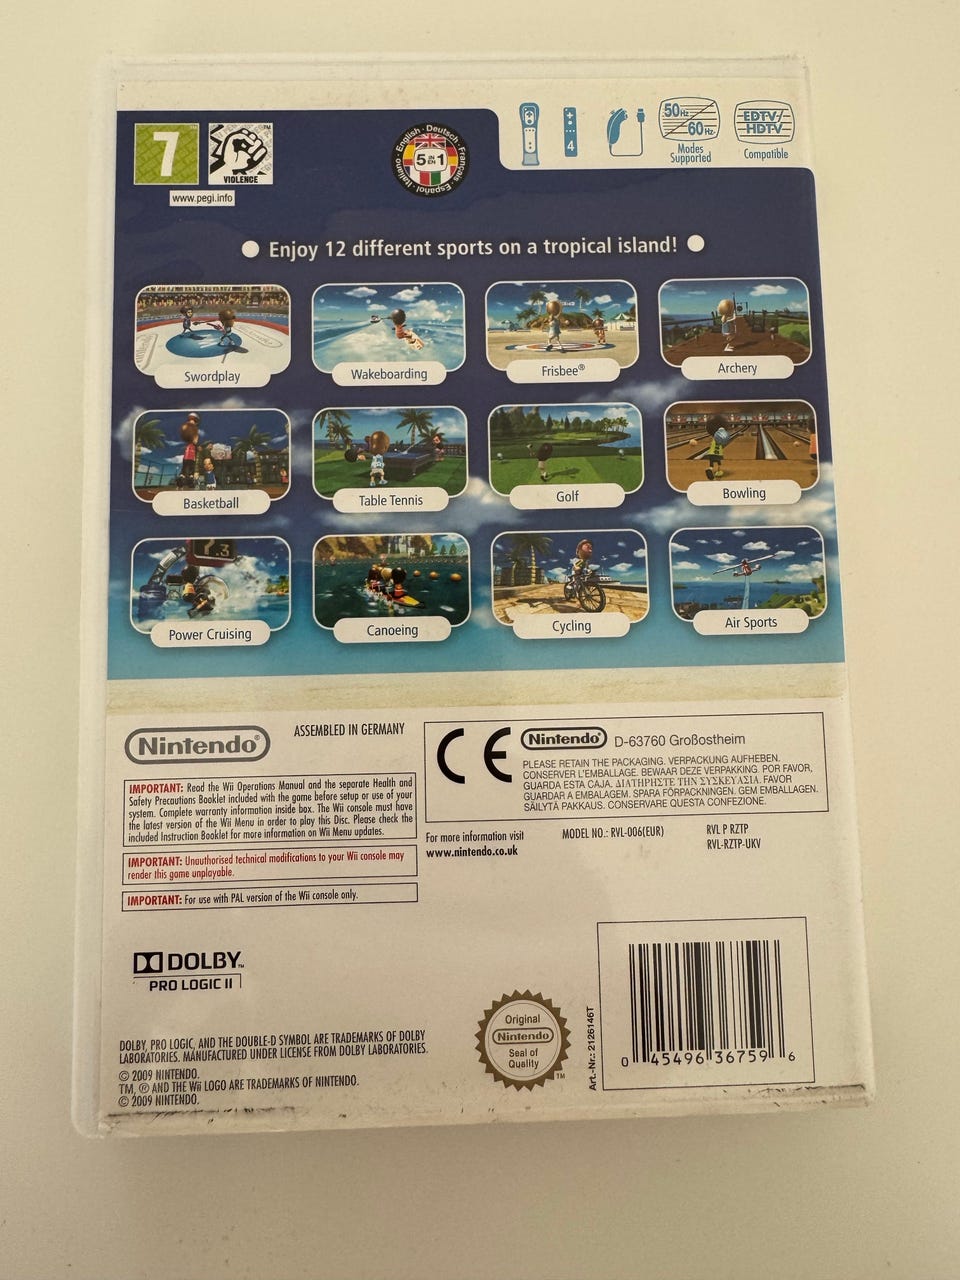 7
VIOLENCE
www.pegi.info
English · Deutsch · Français · Español · Italiano
5 IN EN 1
4
50Hz
60Hz
Modes
Supported
EDTV/
HDTV
Compatible
Enjoy 12 different sports on a tropical island!
Swordplay
Wakeboarding
Frisbee®
Archery
Basketball
Table Tennis
Golf
Bowling
7.3
Power Cruising
Canoeing
Cycling
Air Sports
Nintendo®
ASSEMBLED IN GERMANY
IMPORTANT: Read the Wii Operations Manual and the separate Health and
Safety Precautions Booklet included with the game before setup or use of your
system. Complete warranty information inside box. The Wii console must have
the latest version of the Wii Menu in order to play this Disc. Please check the
included Instruction Booklet for more information on Wii Menu updates.
IMPORTANT: Unauthorised technical modifications to your Wii console may
render this game unplayable.
IMPORTANT: For use with PAL version of the Wii console only.
CE
Nintendo® D-63760 Großostheim
PLEASE RETAIN THE PACKAGING. VERPACKUNG AUFHEBEN.
CONSERVER L'EMBALLAGE. BEWAAR DEZE VERPAKKING. POR FAVOR,
GUARDA ESTA CAJA. ΔΙΑΤΗΡΗΣΤΕ ΤΗΝ ΣΥΣΚΕΥΑΣΙΑ. FAVOR
GUARDAR A EMBALAGEM. SPARA FÖRPACKNINGEN. GEM EMBALLAGEN.
SÄILYTÄ PAKKAUS. CONSERVARE QUESTA CONFEZIONE.
For more information visit
www.nintendo.co.uk
MODEL NO.: RVL-006(EUR)
RVL P RZTP
RVL-RZTP-UKV
DOLBY™
PRO LOGIC II
DOLBY, PRO LOGIC, AND THE DOUBLE-D SYMBOL ARE TRADEMARKS OF DOLBY
LABORATORIES. MANUFACTURED UNDER LICENSE FROM DOLBY LABORATORIES.
© 2009 NINTENDO.
TM, ® AND THE Wii LOGO ARE TRADEMARKS OF NINTENDO.
© 2009 NINTENDO.
Original
Nintendo
Seal of
Quality
TM
Art.-Nr.: 2126146T
0 45496 36759 6